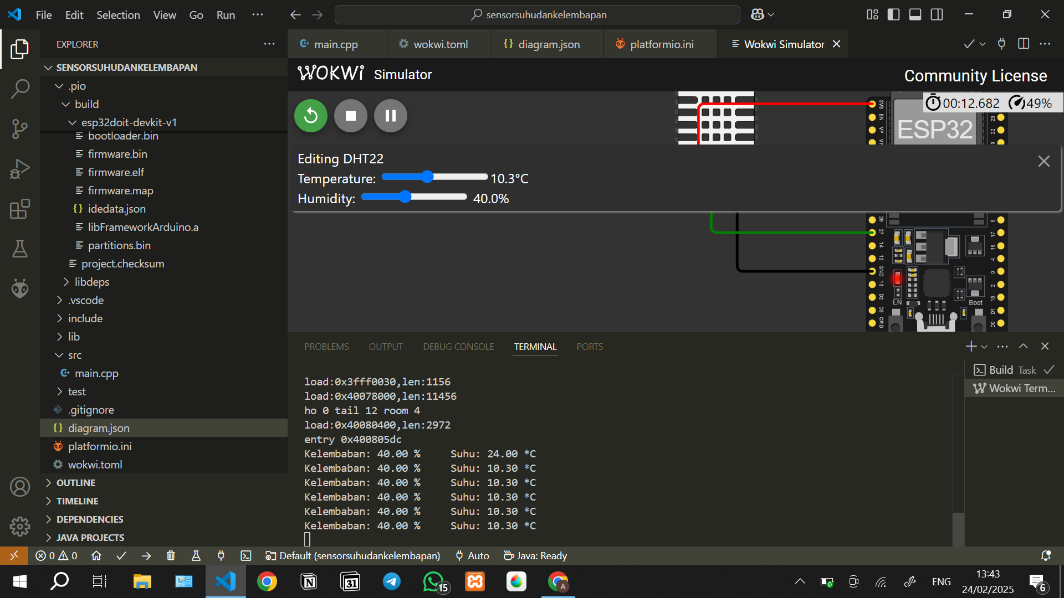 File Edit Selection View Go Run ···
sensorsuhudankelembapan
EXPLORER ···
main.cpp
wokwi.toml
diagram.json
platformio.ini
Wokwi Simulator
SENSORSUHUDANKELEMBAPAN
.pio
build
esp32doit-devkit-v1
bootloader.bin
firmware.bin
firmware.elf
firmware.map
idedata.json
libFrameworkArduino.a
partitions.bin
project.checksum
libdeps
.vscode
include
lib
src
main.cpp
test
.gitignore
diagram.json
platformio.ini
wokwi.toml
OUTLINE
TIMELINE
DEPENDENCIES
JAVA PROJECTS
WOKWI Simulator
Community License
00:12.682 49%
ESP32
Editing DHT22
Temperature: 10.3°C
Humidity: 40.0%
EN
Boot
PROBLEMS OUTPUT DEBUG CONSOLE TERMINAL PORTS
Build Task
Wokwi Term...
load:0x3fff0030,len:1156
load:0x40078000,len:11456
ho 0 tail 12 room 4
load:0x40080400,len:2972
entry 0x400805dc
Kelembaban: 40.00 % Suhu: 24.00 *C
Kelembaban: 40.00 % Suhu: 10.30 *C
Kelembaban: 40.00 % Suhu: 10.30 *C
Kelembaban: 40.00 % Suhu: 10.30 *C
Kelembaban: 40.00 % Suhu: 10.30 *C
Kelembaban: 40.00 % Suhu: 10.30 *C
0 0 Default (sensorsuhudankelembapan) Auto Java: Ready
31
15
A
ENG
13:43
24/02/2025
6